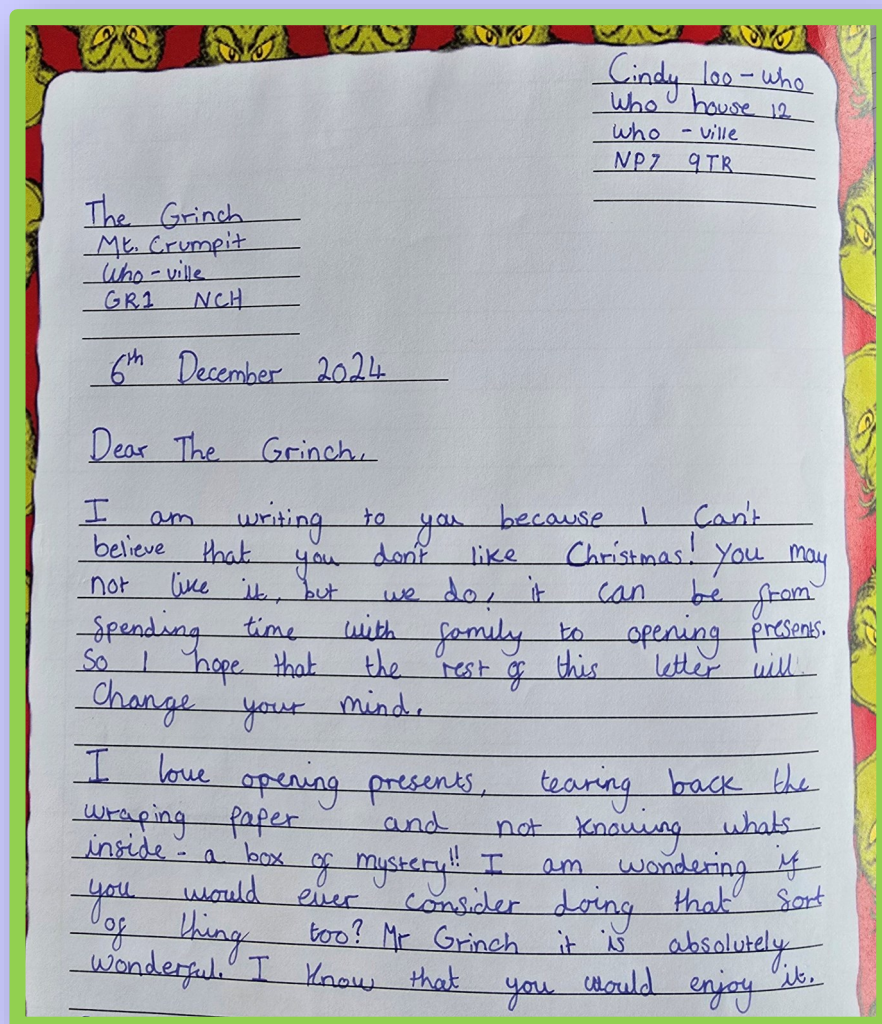 Cindy loo-who
Who house 12
who-ville
NP7 9TR
The Grinch
Mt. Crumpit
Who-ville
GR1 NCH
6th December 2024
Dear The Grinch,
I am writing to you because I Can't
believe that you don't like Christmas! You may
not like it, but we do, it can be from
spending time with family to opening presents.
So I hope that the rest of this letter will
Change your mind.
I love opening presents, tearing back the
wraping paper and not knowing whats
inside - a box of mystery!! I am wondering if
you would ever consider doing that sort
of thing too? Mr Grinch it is absolutely
wonderful. I know that you would enjoy it.